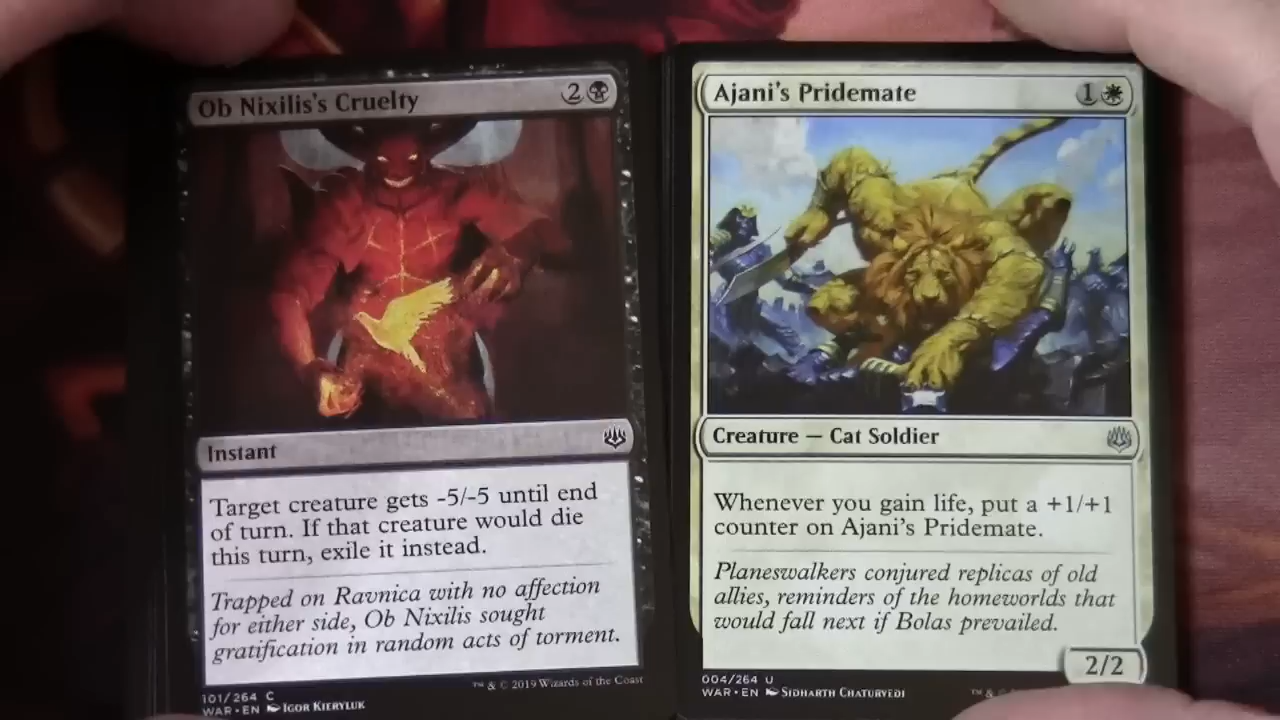 Ob Nixilis's Cruelty
2
Instant
Target creature gets -5/-5 until end
of turn. If that creature would die
this turn, exile it instead.
Trapped on Ravnica with no affection
for either side, Ob Nixilis sought
gratification in random acts of torment.
101/264 C
WAR • EN Igor Kieryluk
™ & © 2019 Wizards of the Coast
Ajani's Pridemate
1
Creature — Cat Soldier
Whenever you gain life, put a +1/+1
counter on Ajani's Pridemate.
Planeswalkers conjured replicas of old
allies, reminders of the homeworlds that
would fall next if Bolas prevailed.
2/2
004/264 U
WAR • EN Sidharth Chaturvedi
™ & ©